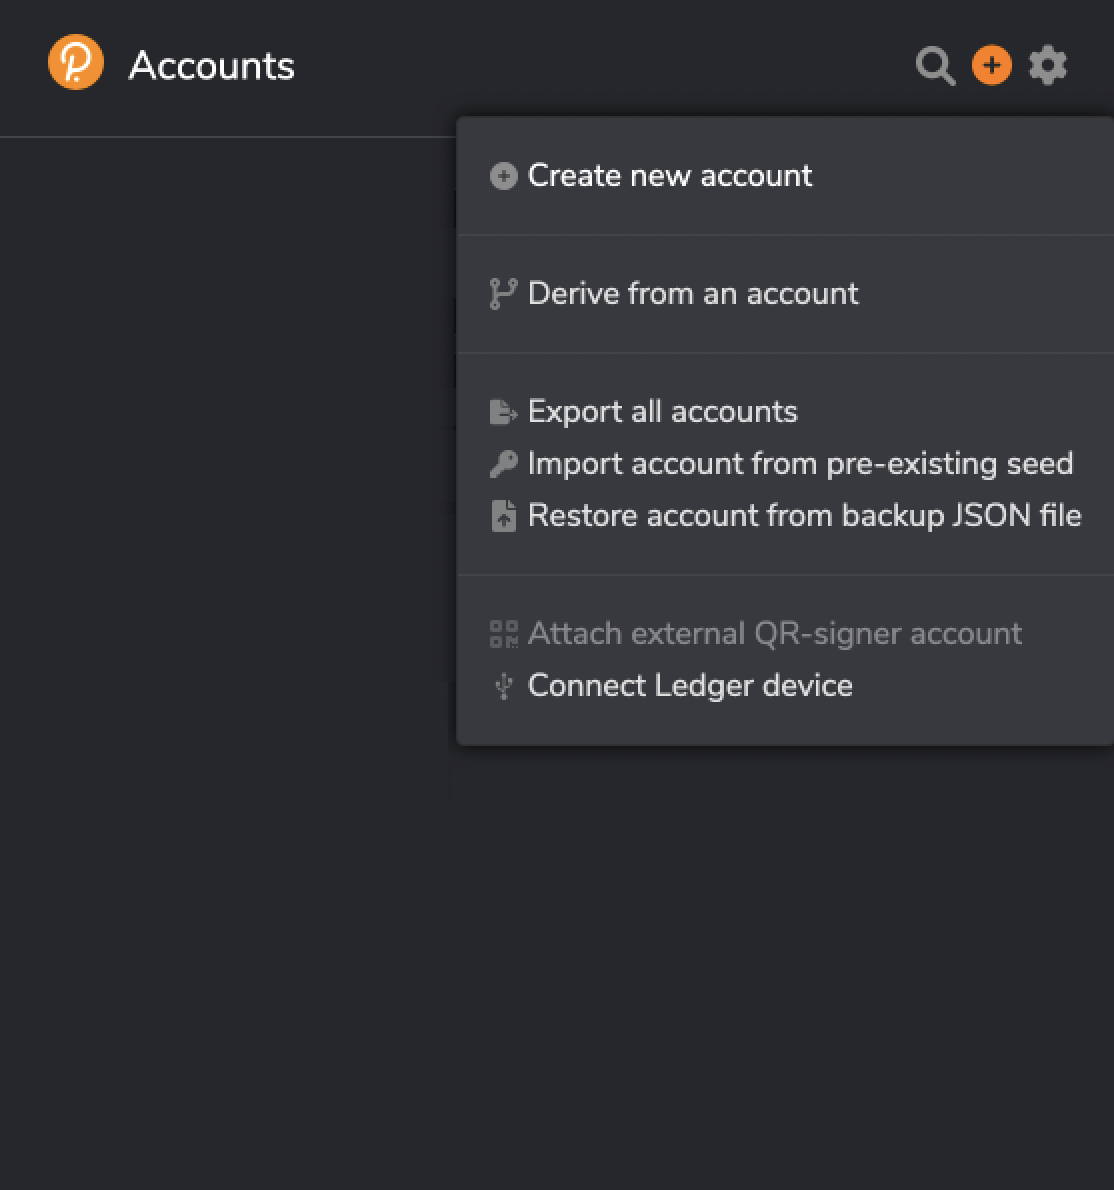 Accounts
Create new account
Derive from an account
Export all accounts
Import account from pre-existing seed
Restore account from backup JSON file
Attach external QR-signer account
Connect Ledger device